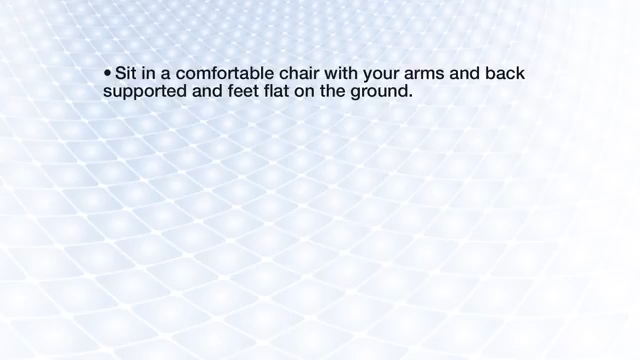 • Sit in a comfortable chair with your arms and back
supported and feet flat on the ground.